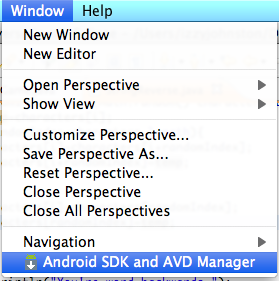 Window Help
New Window
New Editor
Open Perspective
Show View
Customize Perspective...
Save Perspective As...
Reset Perspective...
Close Perspective
Close All Perspectives
Navigation
Android SDK and AVD Manager